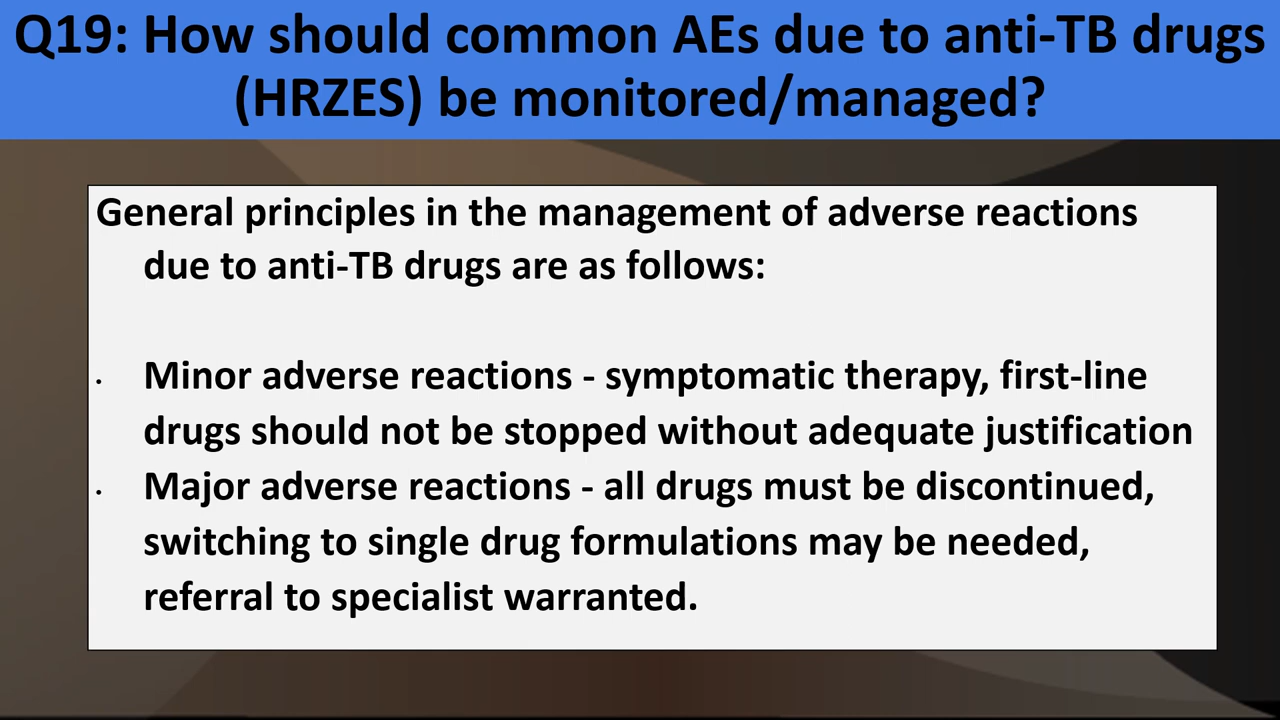 Q19: How should common AEs due to anti-TB drugs
(HRZES) be monitored/managed?
General principles in the management of adverse reactions
due to anti-TB drugs are as follows:
· Minor adverse reactions - symptomatic therapy, first-line
drugs should not be stopped without adequate justification
· Major adverse reactions - all drugs must be discontinued,
switching to single drug formulations may be needed,
referral to specialist warranted.